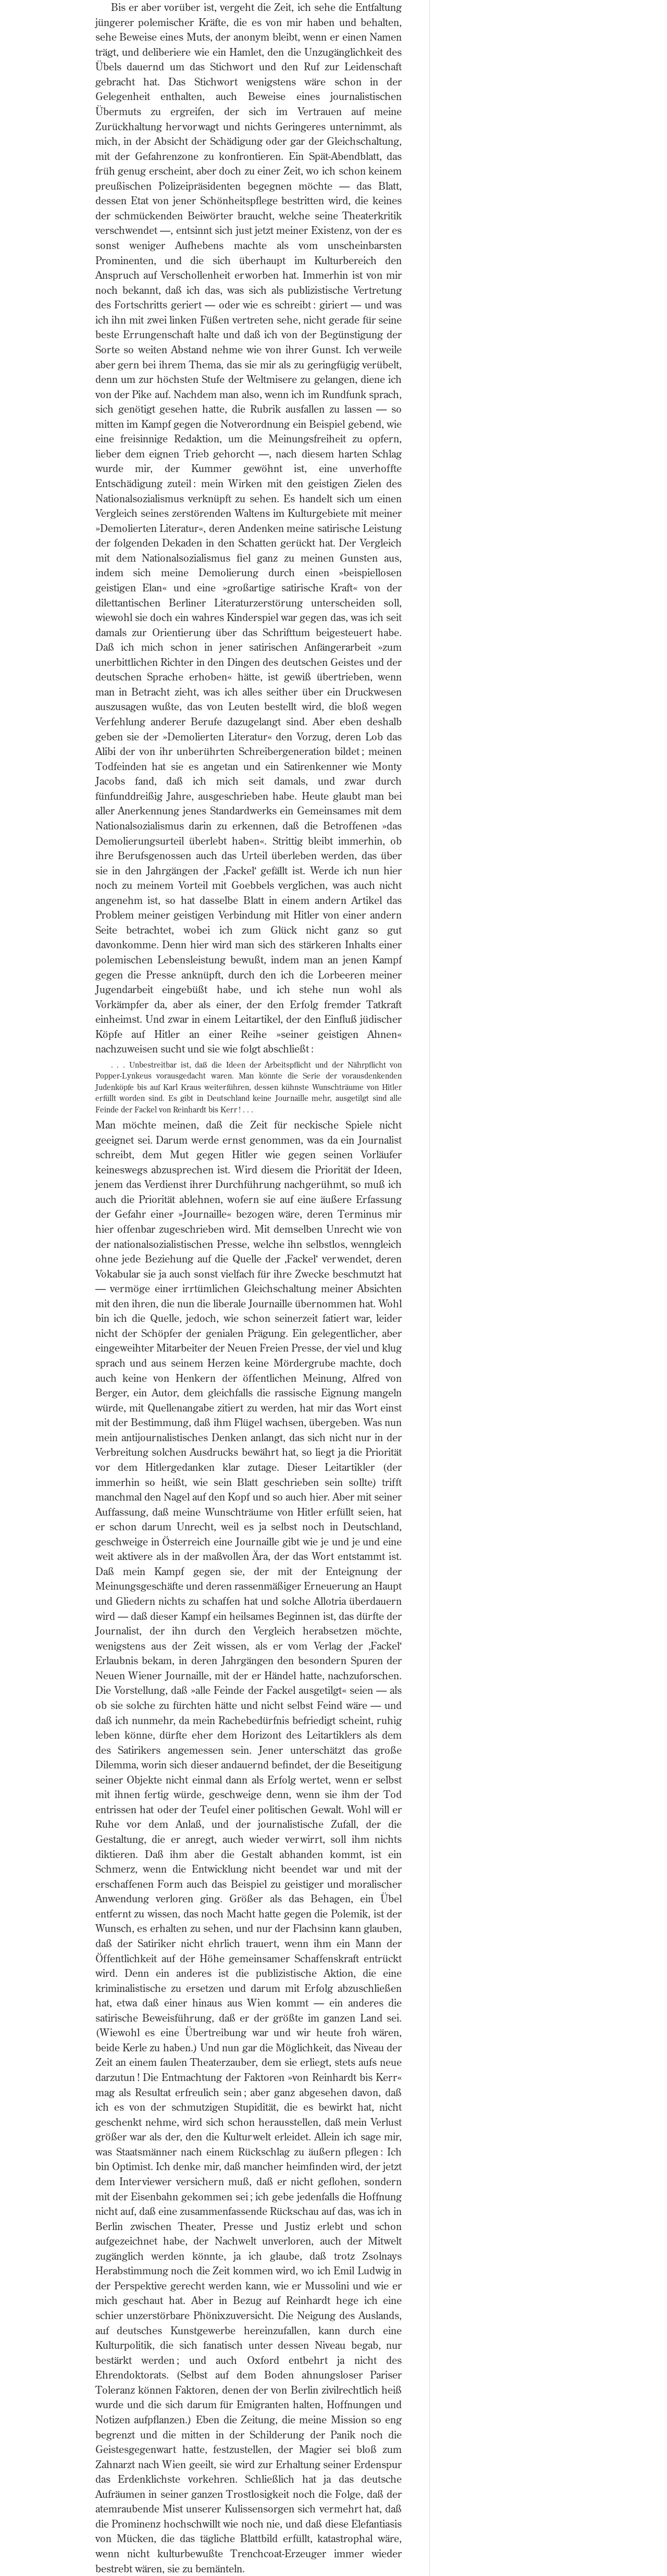 Bis er aber vorüber ist, vergeht die Zeit, ich sehe die Entfaltung
jüngerer polemischer Kräfte, die es von mir haben und behalten,
sehe Beweise eines Muts, der anonym bleibt, wenn er einen Namen
trägt, und deliberiere wie ein Hamlet, den die Unzugänglichkeit des
Übels dauernd um das Stichwort und den Ruf zur Leidenschaft
gebracht hat. Das Stichwort wenigstens wäre schon in der
Gelegenheit enthalten, auch Beweise eines journalistischen
Übermuts zu ergreifen, der sich im Vertrauen auf meine
Zurückhaltung hervorwagt und nichts Geringeres unternimmt, als
mich, in der Absicht der Schädigung oder gar der Gleichschaltung,
mit der Gefahrenzone zu konfrontieren. Ein Spät-Abendblatt, das
früh genug erscheint, aber doch zu einer Zeit, wo ich schon keinem
preußischen Polizeipräsidenten begegnen möchte — das Blatt,
dessen Etat von jener Schönheitspflege bestritten wird, die keines
der schmückenden Beiwörter braucht, welche seine Theaterkritik
verschwendet —, entsinnt sich just jetzt meiner Existenz, von der es
sonst weniger Aufhebens machte als vom unscheinbarsten
Prominenten, und die sich überhaupt im Kulturbereich den
Anspruch auf Verschollenheit erworben hat. Immerhin ist von mir
noch bekannt, daß ich das, was sich als publizistische Vertretung
des Fortschritts geriert — oder wie es schreibt : giriert — und was
ich ihn mit zwei linken Füßen vertreten sehe, nicht gerade für seine
beste Errungenschaft halte und daß ich von der Begünstigung der
Sorte so weiten Abstand nehme wie von ihrer Gunst. Ich verweile
aber gern bei ihrem Thema, das sie mir als zu geringfügig verübelt,
denn um zur höchsten Stufe der Weltmisere zu gelangen, diene ich
von der Pike auf. Nachdem man also, wenn ich im Rundfunk sprach,
sich genötigt gesehen hatte, die Rubrik ausfallen zu lassen — so
mitten im Kampf gegen die Notverordnung ein Beispiel gebend, wie
eine freisinnige Redaktion, um die Meinungsfreiheit zu opfern,
lieber dem eignen Trieb gehorcht —, nach diesem harten Schlag
wurde mir, der Kummer gewöhnt ist, eine unverhoffte
Entschädigung zuteil : mein Wirken mit den geistigen Zielen des
Nationalsozialismus verknüpft zu sehen. Es handelt sich um einen
Vergleich seines zerstörenden Waltens im Kulturgebiete mit meiner
»Demolierten Literatur«, deren Andenken meine satirische Leistung
der folgenden Dekaden in den Schatten gerückt hat. Der Vergleich
mit dem Nationalsozialismus fiel ganz zu meinen Gunsten aus,
indem sich meine Demolierung durch einen »beispiellosen
geistigen Elan« und eine »großartige satirische Kraft« von der
dilettantischen Berliner Literaturzerstörung unterscheiden soll,
wiewohl sie doch ein wahres Kinderspiel war gegen das, was ich seit
damals zur Orientierung über das Schrifttum beigesteuert habe.
Daß ich mich schon in jener satirischen Anfängerarbeit »zum
unerbittlichen Richter in den Dingen des deutschen Geistes und der
deutschen Sprache erhoben« hätte, ist gewiß übertrieben, wenn
man in Betracht zieht, was ich alles seither über ein Druckwesen
auszusagen wußte, das von Leuten bestellt wird, die bloß wegen
Verfehlung anderer Berufe dazugelangt sind. Aber eben deshalb
geben sie der »Demolierten Literatur« den Vorzug, deren Lob das
Alibi der von ihr unberührten Schreibergeneration bildet ; meinen
Todfeinden hat sie es angetan und ein Satirenkenner wie Monty
Jacobs fand, daß ich mich seit damals, und zwar durch
fünfunddreißig Jahre, ausgeschrieben habe. Heute glaubt man bei
aller Anerkennung jenes Standardwerks ein Gemeinsames mit dem
Nationalsozialismus darin zu erkennen, daß die Betroffenen »das
Demolierungsurteil überlebt haben«. Strittig bleibt immerhin, ob
ihre Berufsgenossen auch das Urteil überleben werden, das über
sie in den Jahrgängen der ‚Fackel‘ gefällt ist. Werde ich nun hier
noch zu meinem Vorteil mit Goebbels verglichen, was auch nicht
angenehm ist, so hat dasselbe Blatt in einem andern Artikel das
Problem meiner geistigen Verbindung mit Hitler von einer andern
Seite betrachtet, wobei ich zum Glück nicht ganz so gut
davonkomme. Denn hier wird man sich des stärkeren Inhalts einer
polemischen Lebensleistung bewußt, indem man an jenen Kampf
gegen die Presse anknüpft, durch den ich die Lorbeeren meiner
Jugendarbeit eingebüßt habe, und ich stehe nun wohl als
Vorkämpfer da, aber als einer, der den Erfolg fremder Tatkraft
einheimst. Und zwar in einem Leitartikel, der den Einfluß jüdischer
Köpfe auf Hitler an einer Reihe »seiner geistigen Ahnen«
nachzuweisen sucht und sie wie folgt abschließt :
. . . Unbestreitbar ist, daß die Ideen der Arbeitspflicht und der Nährpflicht von
Popper-Lynkeus vorausgedacht waren. Man könnte die Serie der vorausdenkenden
Judenköpfe bis auf Karl Kraus weiterführen, dessen kühnste Wunschträume von Hitler
erfüllt worden sind. Es gibt in Deutschland keine Journaille mehr, ausgetilgt sind alle
Feinde der Fackel von Reinhardt bis Kerr ! . . .
Man möchte meinen, daß die Zeit für neckische Spiele nicht
geeignet sei. Darum werde ernst genommen, was da ein Journalist
schreibt, dem Mut gegen Hitler wie gegen seinen Vorläufer
keineswegs abzusprechen ist. Wird diesem die Priorität der Ideen,
jenem das Verdienst ihrer Durchführung nachgerühmt, so muß ich
auch die Priorität ablehnen, wofern sie auf eine äußere Erfassung
der Gefahr einer »Journaille« bezogen wäre, deren Terminus mir
hier offenbar zugeschrieben wird. Mit demselben Unrecht wie von
der nationalsozialistischen Presse, welche ihn selbstlos, wenngleich
ohne jede Beziehung auf die Quelle der ‚Fackel‘ verwendet, deren
Vokabular sie ja auch sonst vielfach für ihre Zwecke beschmutzt hat
— vermöge einer irrtümlichen Gleichschaltung meiner Absichten
mit den ihren, die nun die liberale Journaille übernommen hat. Wohl
bin ich die Quelle, jedoch, wie schon seinerzeit fatiert war, leider
nicht der Schöpfer der genialen Prägung. Ein gelegentlicher, aber
eingeweihter Mitarbeiter der Neuen Freien Presse, der viel und klug
sprach und aus seinem Herzen keine Mördergrube machte, doch
auch keine von Henkern der öffentlichen Meinung, Alfred von
Berger, ein Autor, dem gleichfalls die rassische Eignung mangeln
würde, mit Quellenangabe zitiert zu werden, hat mir das Wort einst
mit der Bestimmung, daß ihm Flügel wachsen, übergeben. Was nun
mein antijournalistisches Denken anlangt, das sich nicht nur in der
Verbreitung solchen Ausdrucks bewährt hat, so liegt ja die Priorität
vor dem Hitlergedanken klar zutage. Dieser Leitartikler (der
immerhin so heißt, wie sein Blatt geschrieben sein sollte) trifft
manchmal den Nagel auf den Kopf und so auch hier. Aber mit seiner
Auffassung, daß meine Wunschträume von Hitler erfüllt seien, hat
er schon darum Unrecht, weil es ja selbst noch in Deutschland,
geschweige in Österreich eine Journaille gibt wie je und je und eine
weit aktivere als in der maßvollen Ära, der das Wort entstammt ist.
Daß mein Kampf gegen sie, der mit der Enteignung der
Meinungsgeschäfte und deren rassenmäßiger Erneuerung an Haupt
und Gliedern nichts zu schaffen hat und solche Allotria überdauern
wird — daß dieser Kampf ein heilsames Beginnen ist, das dürfte der
Journalist, der ihn durch den Vergleich herabsetzen möchte,
wenigstens aus der Zeit wissen, als er vom Verlag der ‚Fackel‘
Erlaubnis bekam, in deren Jahrgängen den besondern Spuren der
Neuen Wiener Journaille, mit der er Händel hatte, nachzuforschen.
Die Vorstellung, daß »alle Feinde der Fackel ausgetilgt« seien — als
ob sie solche zu fürchten hätte und nicht selbst Feind wäre — und
daß ich nunmehr, da mein Rachebedürfnis befriedigt scheint, ruhig
leben könne, dürfte eher dem Horizont des Leitartiklers als dem
des Satirikers angemessen sein. Jener unterschätzt das große
Dilemma, worin sich dieser andauernd befindet, der die Beseitigung
seiner Objekte nicht einmal dann als Erfolg wertet, wenn er selbst
mit ihnen fertig würde, geschweige denn, wenn sie ihm der Tod
entrissen hat oder der Teufel einer politischen Gewalt. Wohl will er
Ruhe vor dem Anlaß, und der journalistische Zufall, der die
Gestaltung, die er anregt, auch wieder verwirrt, soll ihm nichts
diktieren. Daß ihm aber die Gestalt abhanden kommt, ist ein
Schmerz, wenn die Entwicklung nicht beendet war und mit der
erschaffenen Form auch das Beispiel zu geistiger und moralischer
Anwendung verloren ging. Größer als das Behagen, ein Übel
entfernt zu wissen, das noch Macht hatte gegen die Polemik, ist der
Wunsch, es erhalten zu sehen, und nur der Flachsinn kann glauben,
daß der Satiriker nicht ehrlich trauert, wenn ihm ein Mann der
Öffentlichkeit auf der Höhe gemeinsamer Schaffenskraft entrückt
wird. Denn ein anderes ist die publizistische Aktion, die eine
kriminalistische zu ersetzen und darum mit Erfolg abzuschließen
hat, etwa daß einer hinaus aus Wien kommt — ein anderes die
satirische Beweisführung, daß er der größte im ganzen Land sei.
(Wiewohl es eine Übertreibung war und wir heute froh wären,
beide Kerle zu haben.) Und nun gar die Möglichkeit, das Niveau der
Zeit an einem faulen Theaterzauber, dem sie erliegt, stets aufs neue
darzutun ! Die Entmachtung der Faktoren »von Reinhardt bis Kerr«
mag als Resultat erfreulich sein ; aber ganz abgesehen davon, daß
ich es von der schmutzigen Stupidität, die es bewirkt hat, nicht
geschenkt nehme, wird sich schon herausstellen, daß mein Verlust
größer war als der, den die Kulturwelt erleidet. Allein ich sage mir,
was Staatsmänner nach einem Rückschlag zu äußern pflegen : Ich
bin Optimist. Ich denke mir, daß mancher heimfinden wird, der jetzt
dem Interviewer versichern muß, daß er nicht geflohen, sondern
mit der Eisenbahn gekommen sei ; ich gebe jedenfalls die Hoffnung
nicht auf, daß eine zusammenfassende Rückschau auf das, was ich in
Berlin zwischen Theater, Presse und Justiz erlebt und schon
aufgezeichnet habe, der Nachwelt unverloren, auch der Mitwelt
zugänglich werden könnte, ja ich glaube, daß trotz Zsolnays
Herabstimmung noch die Zeit kommen wird, wo ich Emil Ludwig in
der Perspektive gerecht werden kann, wie er Mussolini und wie er
mich geschaut hat. Aber in Bezug auf Reinhardt hege ich eine
schier unzerstörbare Phönixzuversicht. Die Neigung des Auslands,
auf deutsches Kunstgewerbe hereinzufallen, kann durch eine
Kulturpolitik, die sich fanatisch unter dessen Niveau begab, nur
bestärkt werden ; und auch Oxford entbehrt ja nicht des
Ehrendoktorats. (Selbst auf dem Boden ahnungsloser Pariser
Toleranz können Faktoren, denen der von Berlin zivilrechtlich heiß
wurde und die sich darum für Emigranten halten, Hoffnungen und
Notizen aufpflanzen.) Eben die Zeitung, die meine Mission so eng
begrenzt und die mitten in der Schilderung der Panik noch die
Geistesgegenwart hatte, festzustellen, der Magier sei bloß zum
Zahnarzt nach Wien geeilt, sie wird zur Erhaltung seiner Erdenspur
das Erdenklichste vorkehren. Schließlich hat ja das deutsche
Aufräumen in seiner ganzen Trostlosigkeit noch die Folge, daß der
atemraubende Mist unserer Kulissensorgen sich vermehrt hat, daß
die Prominenz hochschwillt wie noch nie, und daß diese Elefantiasis
von Mücken, die das tägliche Blattbild erfüllt, katastrophal wäre,
wenn nicht kulturbewußte Trenchcoat-Erzeuger immer wieder
bestrebt wären, sie zu bemänteln.